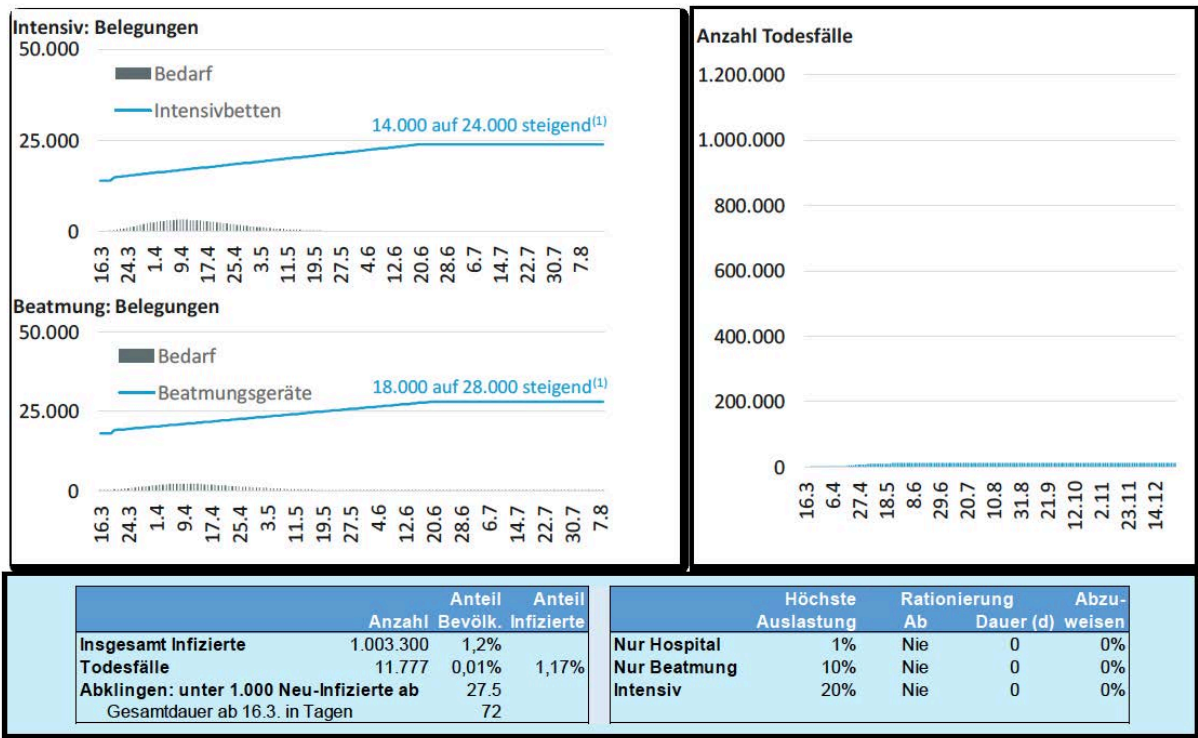 Intensiv: Belegungen
50.000
Bedarf
Intensivbetten
14.000 auf 24.000 steigend(1)
25.000
0
16.3 24.3 1.4 9.4 17.4 25.4 3.5 11.5 19.5 27.5 4.6 12.6 20.6 28.6 6.7 14.7 22.7 30.7 7.8
Beatmung: Belegungen
50.000
Bedarf
Beatmungsgeräte
18.000 auf 28.000 steigend(1)
25.000
0
16.3 24.3 1.4 9.4 17.4 25.4 3.5 11.5 19.5 27.5 4.6 12.6 20.6 28.6 6.7 14.7 22.7 30.7 7.8
Anzahl Todesfälle
1.200.000
1.000.000
800.000
600.000
400.000
200.000
0
16.3 6.4 27.4 18.5 8.6 29.6 20.7 10.8 31.8 21.9 12.10 2.11 23.11 14.12
Anteil Anteil
Anzahl Bevölk. Infizierte
Insgesamt Infizierte 1.003.300 1,2%
Todesfälle 11.777 0,01% 1,17%
Abklingen: unter 1.000 Neu-Infizierte ab 27.5
Gesamtdauer ab 16.3. in Tagen 72
Höchste Rationierung Abzu-
Auslastung Ab Dauer (d) weisen
Nur Hospital 1% Nie 0 0%
Nur Beatmung 10% Nie 0 0%
Intensiv 20% Nie 0 0%